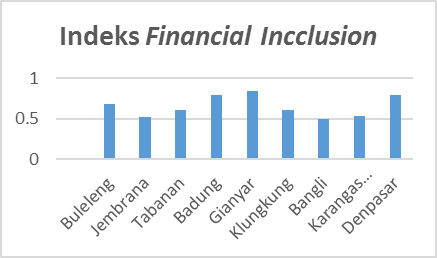 Indeks Financial Incclusion
1
0.5
0
Buleleng
Jembrana
Tabanan
Badung
Gianyar
Klungkung
Bangli
Karangas...
Denpasar